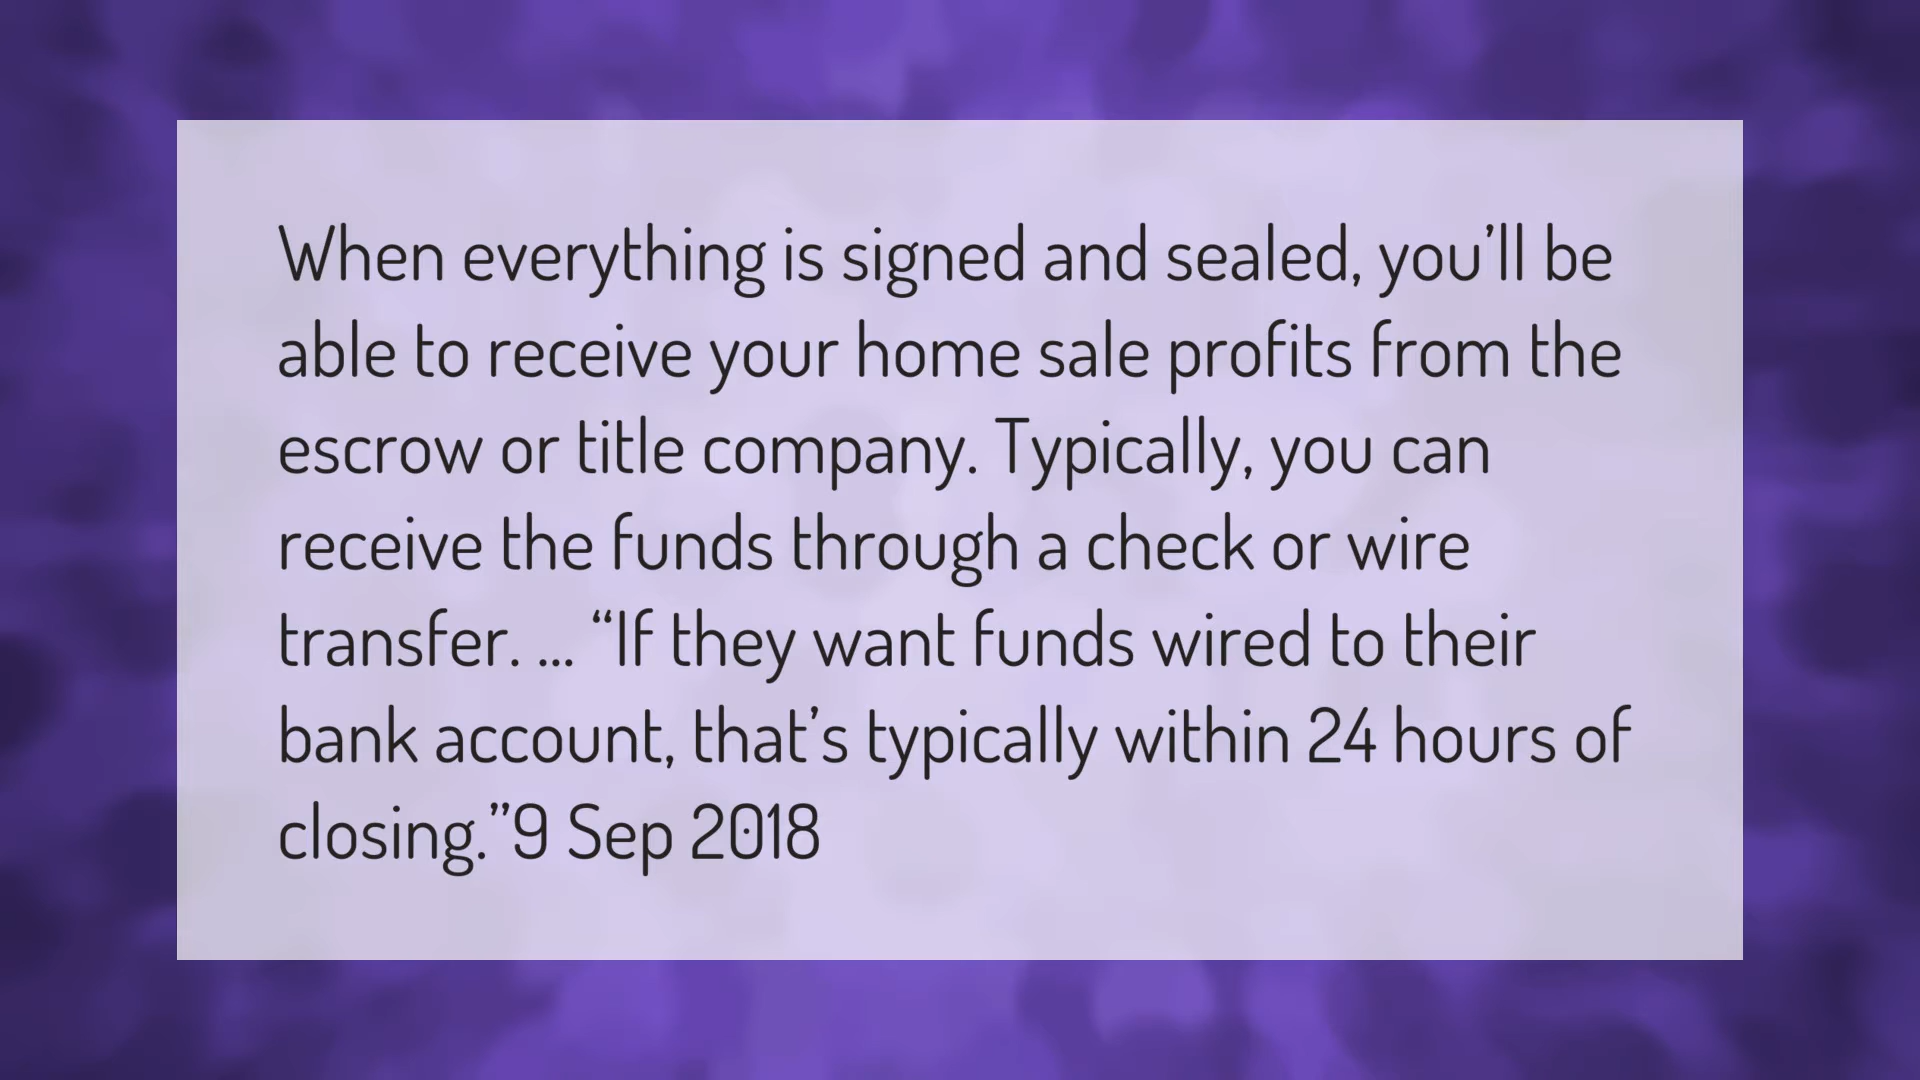 When everything is signed and sealed, you’ll be
able to receive your home sale profits from the
escrow or title company. Typically, you can
receive the funds through a check or wire
transfer. ... “If they want funds wired to their
bank account, that’s typically within 24 hours of
closing.”9 Sep 2018